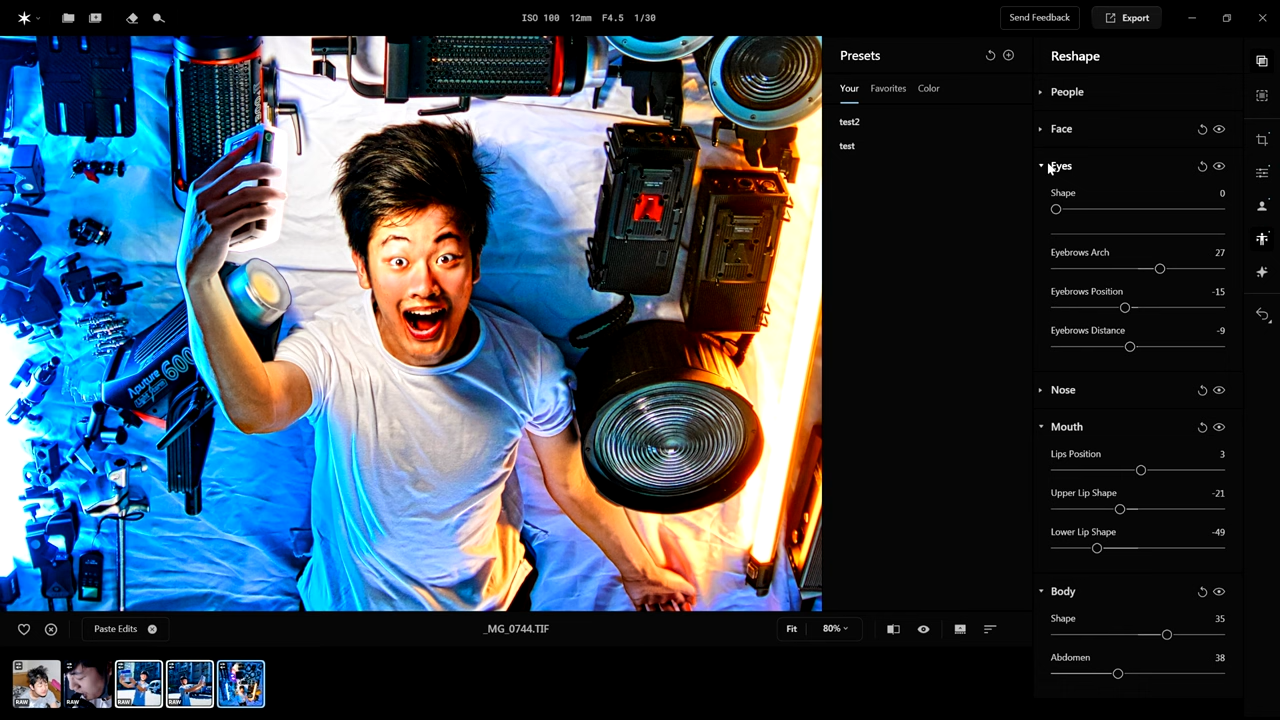 ISO 100 12mm F4.5 1/30
Send Feedback
Export
Presets
Your Favorites Color
test2
test
Reshape
People
Face
Eyes
Shape 0
Eyebrows Arch 27
Eyebrows Position -15
Eyebrows Distance -9
Nose
Mouth
Lips Position 3
Upper Lip Shape -21
Lower Lip Shape -49
Body
Shape 35
Abdomen 38
Aputure 600
Paste Edits
_MG_0744.TIF
Fit 80%
RAW
RAW
RAW
RAW